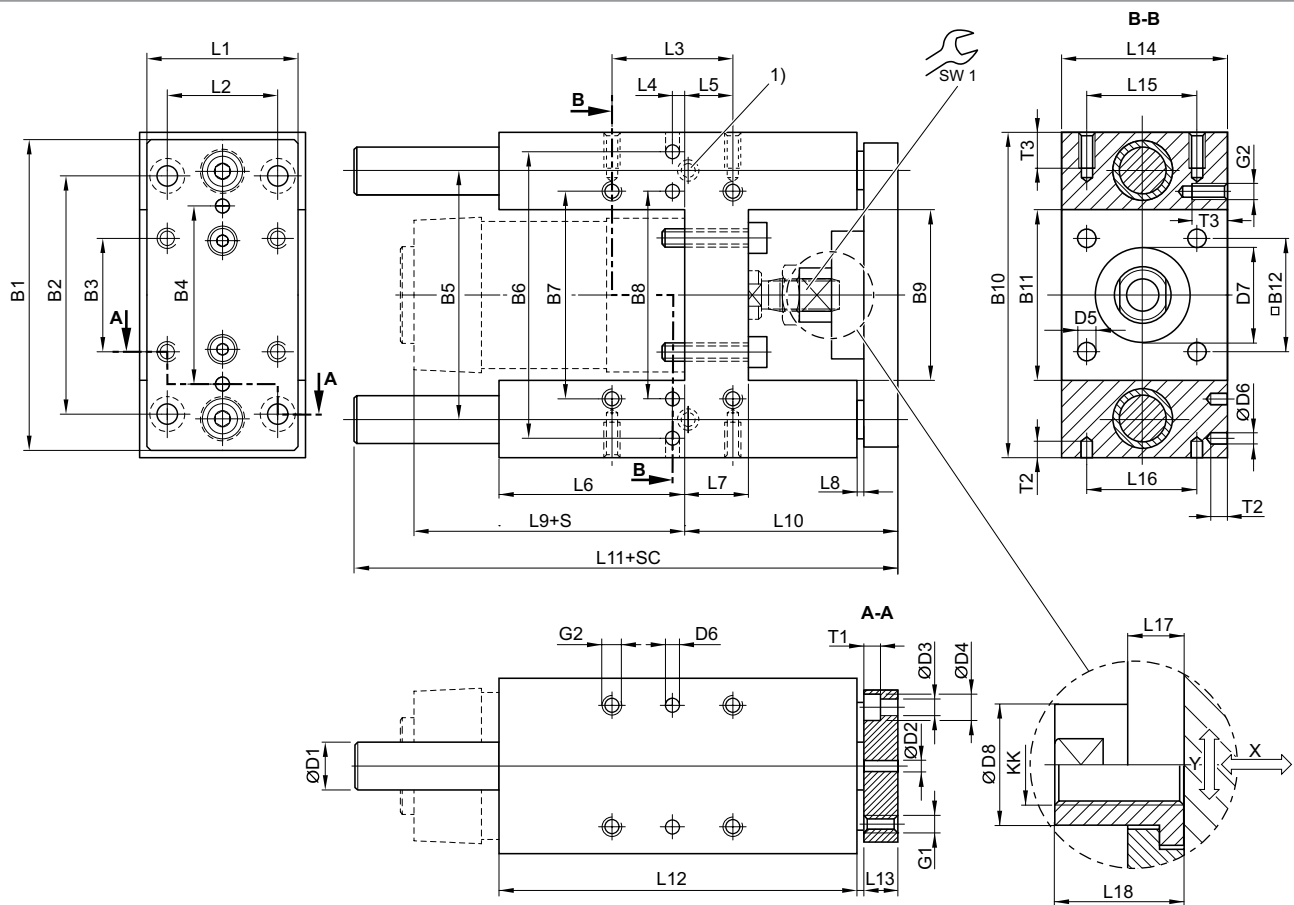 B-B
L1
L2
L3
L4
L5
1)
SW 1
L14
L15
B
T3
G2
T3
B1
B2
B3
B4
A
A
B5
B6
B7
B8
B9
B10
B11
D7
□B12
D5
ØD6
B
L6
L7
L8
T2
L16
T2
L9+S
L10
L11+SC
A-A
G2
D6
T1
ØD3
ØD4
L17
ØD1
ØD2
ØD8
KK
Y
X
G1
L12
L13
L18